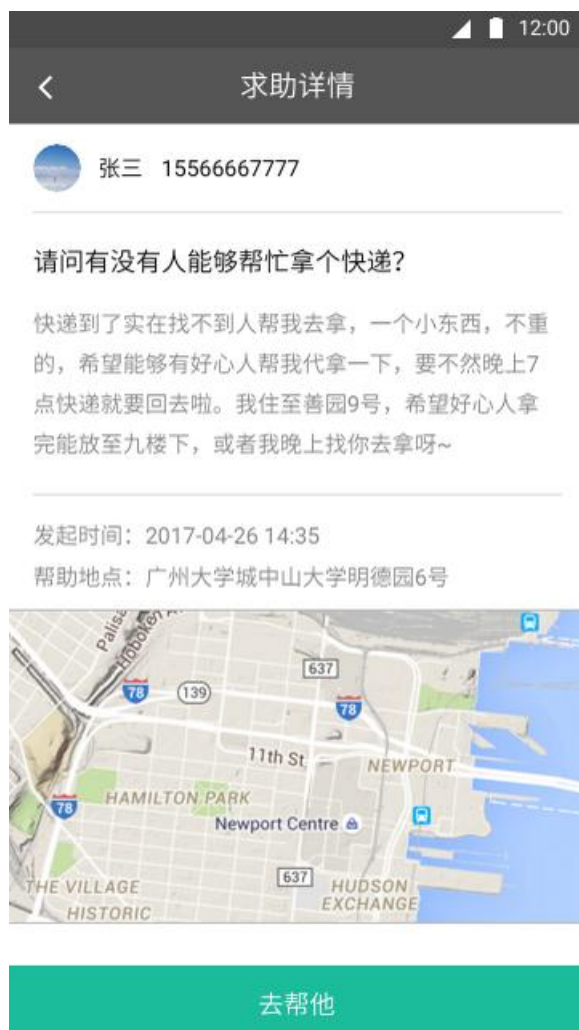 12:00
求助详情
张三 15566667777
请问有没有人能够帮忙拿个快递？
快递到了实在找不到人帮我去拿，一个小东西，不重
的，希望能够有好心人帮我代拿一下，要不然晚上7
点快递就要回去啦。我住至善园9号，希望好心人拿
完能放至九楼下，或者我晚上找你去拿呀~
发起时间：2017-04-26 14:35
帮助地点：广州大学城中山大学明德园6号
Palisa
Hoboken A
637
78
139
78
11th St
NEWPORT
HAMILTON PARK
78
Newport Centre
637
THE VILLAGE
HUDSON
EXCHANGE
HISTORIC
去帮他